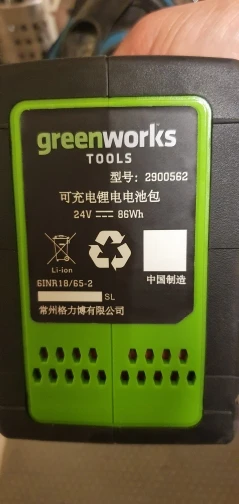 greenworks
TOOLS
型号: 2900562
可充电锂电电池包
24V ⎓ 86Wh
Li-ion
中国制造
6INR18/65-2
SL
常州格力博有限公司